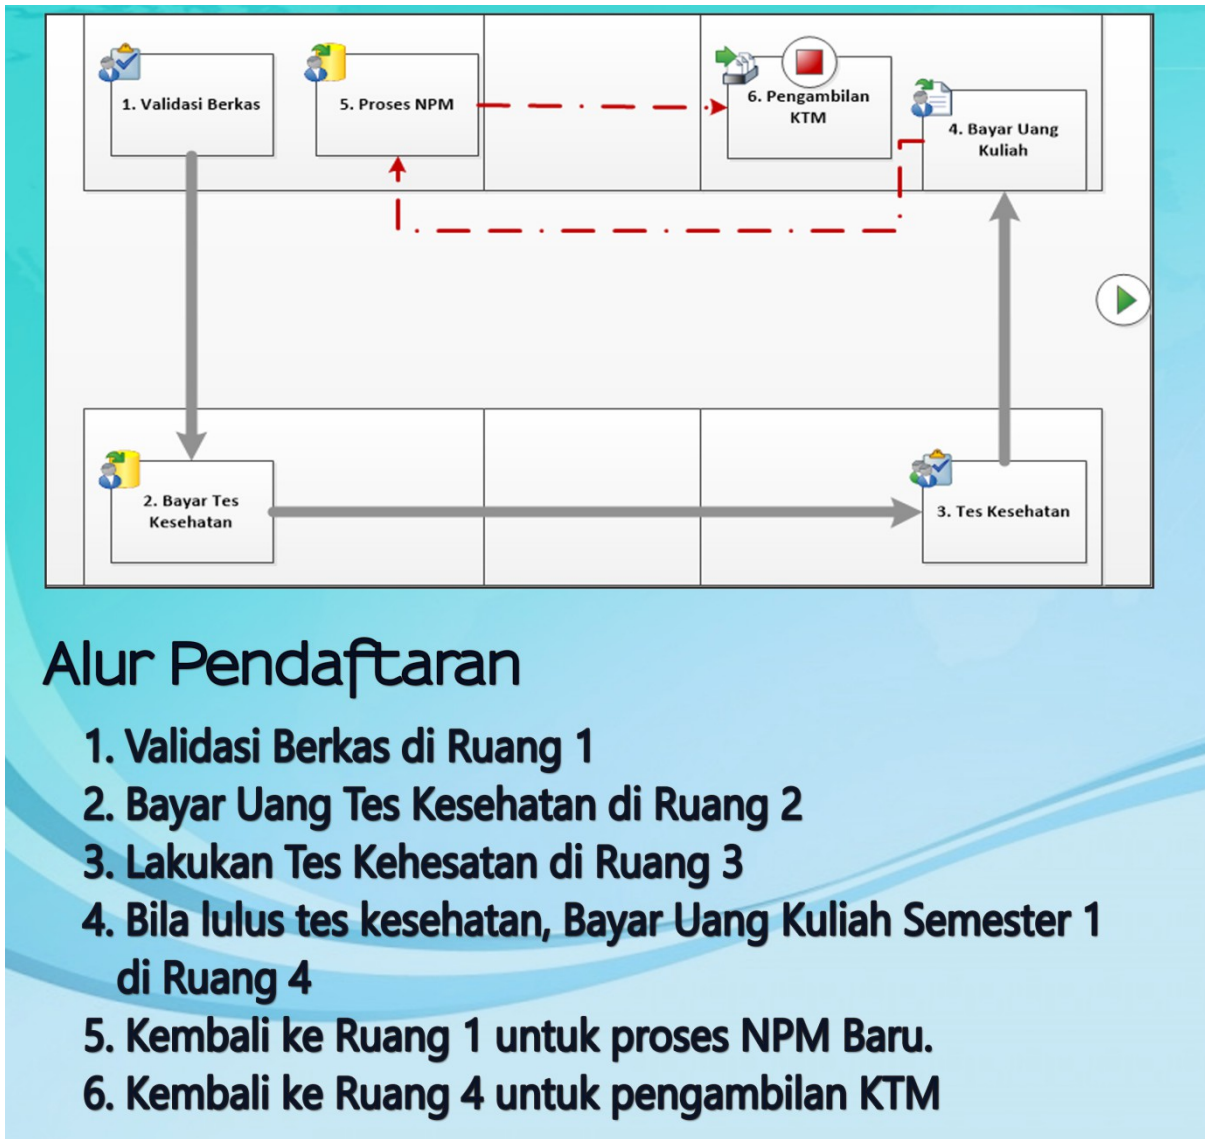 1. Validasi Berkas
5. Proses NPM
6. Pengambilan
KTM
4. Bayar Uang
Kuliah
2. Bayar Tes
Kesehatan
3. Tes Kesehatan
Alur Pendaftaran
1. Validasi Berkas di Ruang 1
2. Bayar Uang Tes Kesehatan di Ruang 2
3. Lakukan Tes Kehesatan di Ruang 3
4. Bila lulus tes kesehatan, Bayar Uang Kuliah Semester 1
di Ruang 4
5. Kembali ke Ruang 1 untuk proses NPM Baru.
6. Kembali ke Ruang 4 untuk pengambilan KTM